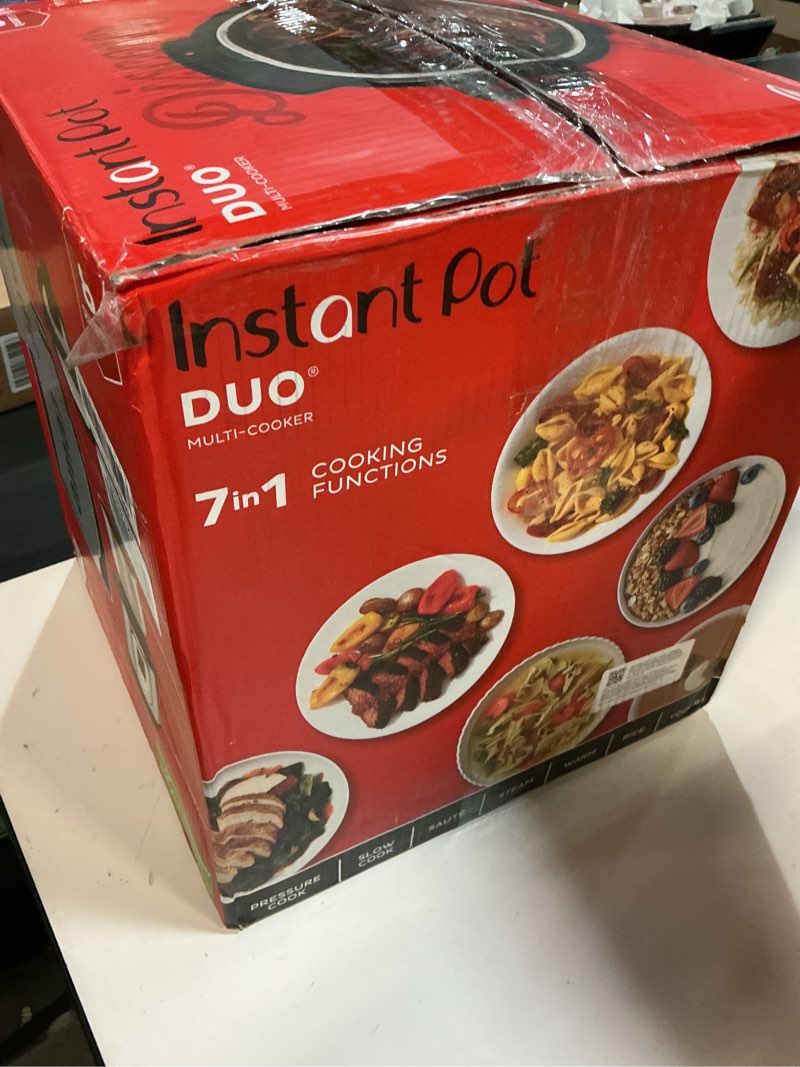 Instant Pot
DUO®
MULTI-COOKER
Instant Pot
DUO®
MULTI-COOKER
7in1 COOKING
FUNCTIONS
PRESSURE
COOK
SLOW
COOK
SAUTÉ
STEAM
WARM
RICE
YOGURT